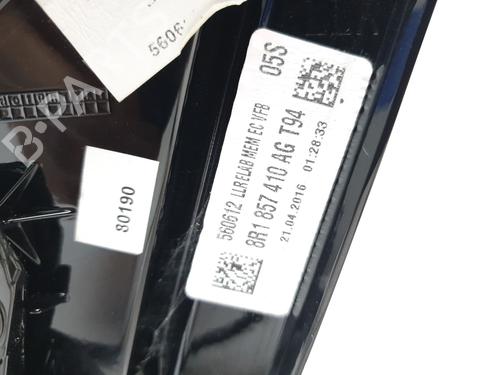 5606
80190
05S
560612 LLR ELAB MEM EC VFB
8R1 857 410 AG T94
21.04.2016 01:28:33
B-PARTS